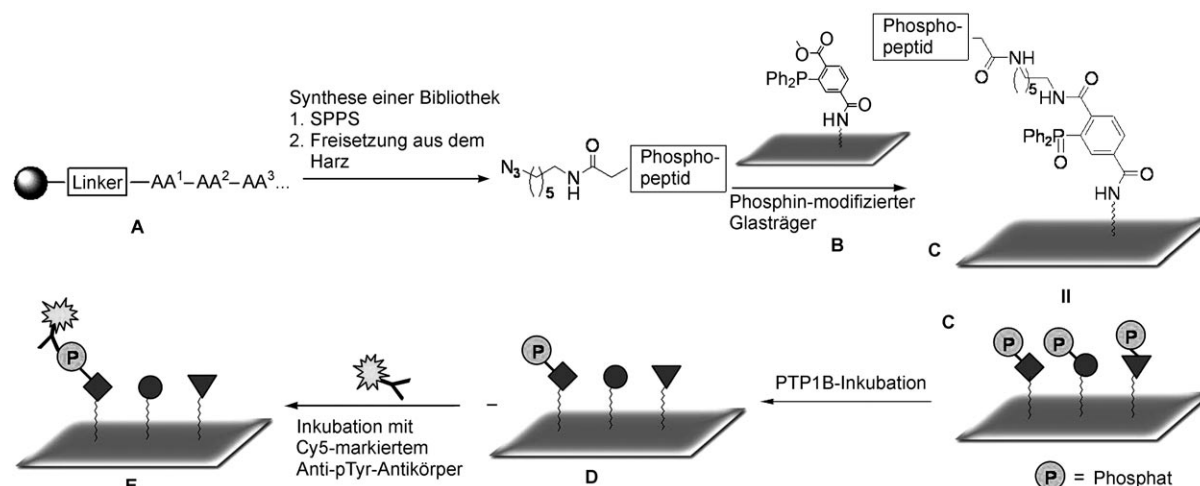 Linker
AA¹–AA²–AA³...
A
Synthese einer Bibliothek
1. SPPS
2. Freisetzung aus dem
Harz
N₃
5
N
H
O
Phospho-
peptid
O
O
Ph₂P
O
HN
Phosphin-modifizierter
Glasträger
B
Phospho-
peptid
O
NH
5
N
H
O
Ph₂P
O
O
HN
C
II
C
P
P
P
PTP1B-Inkubation
P
–
D
Inkubation mit
Cy5-markiertem
Anti-pTyr-Antikörper
P
E
P = Phosphat